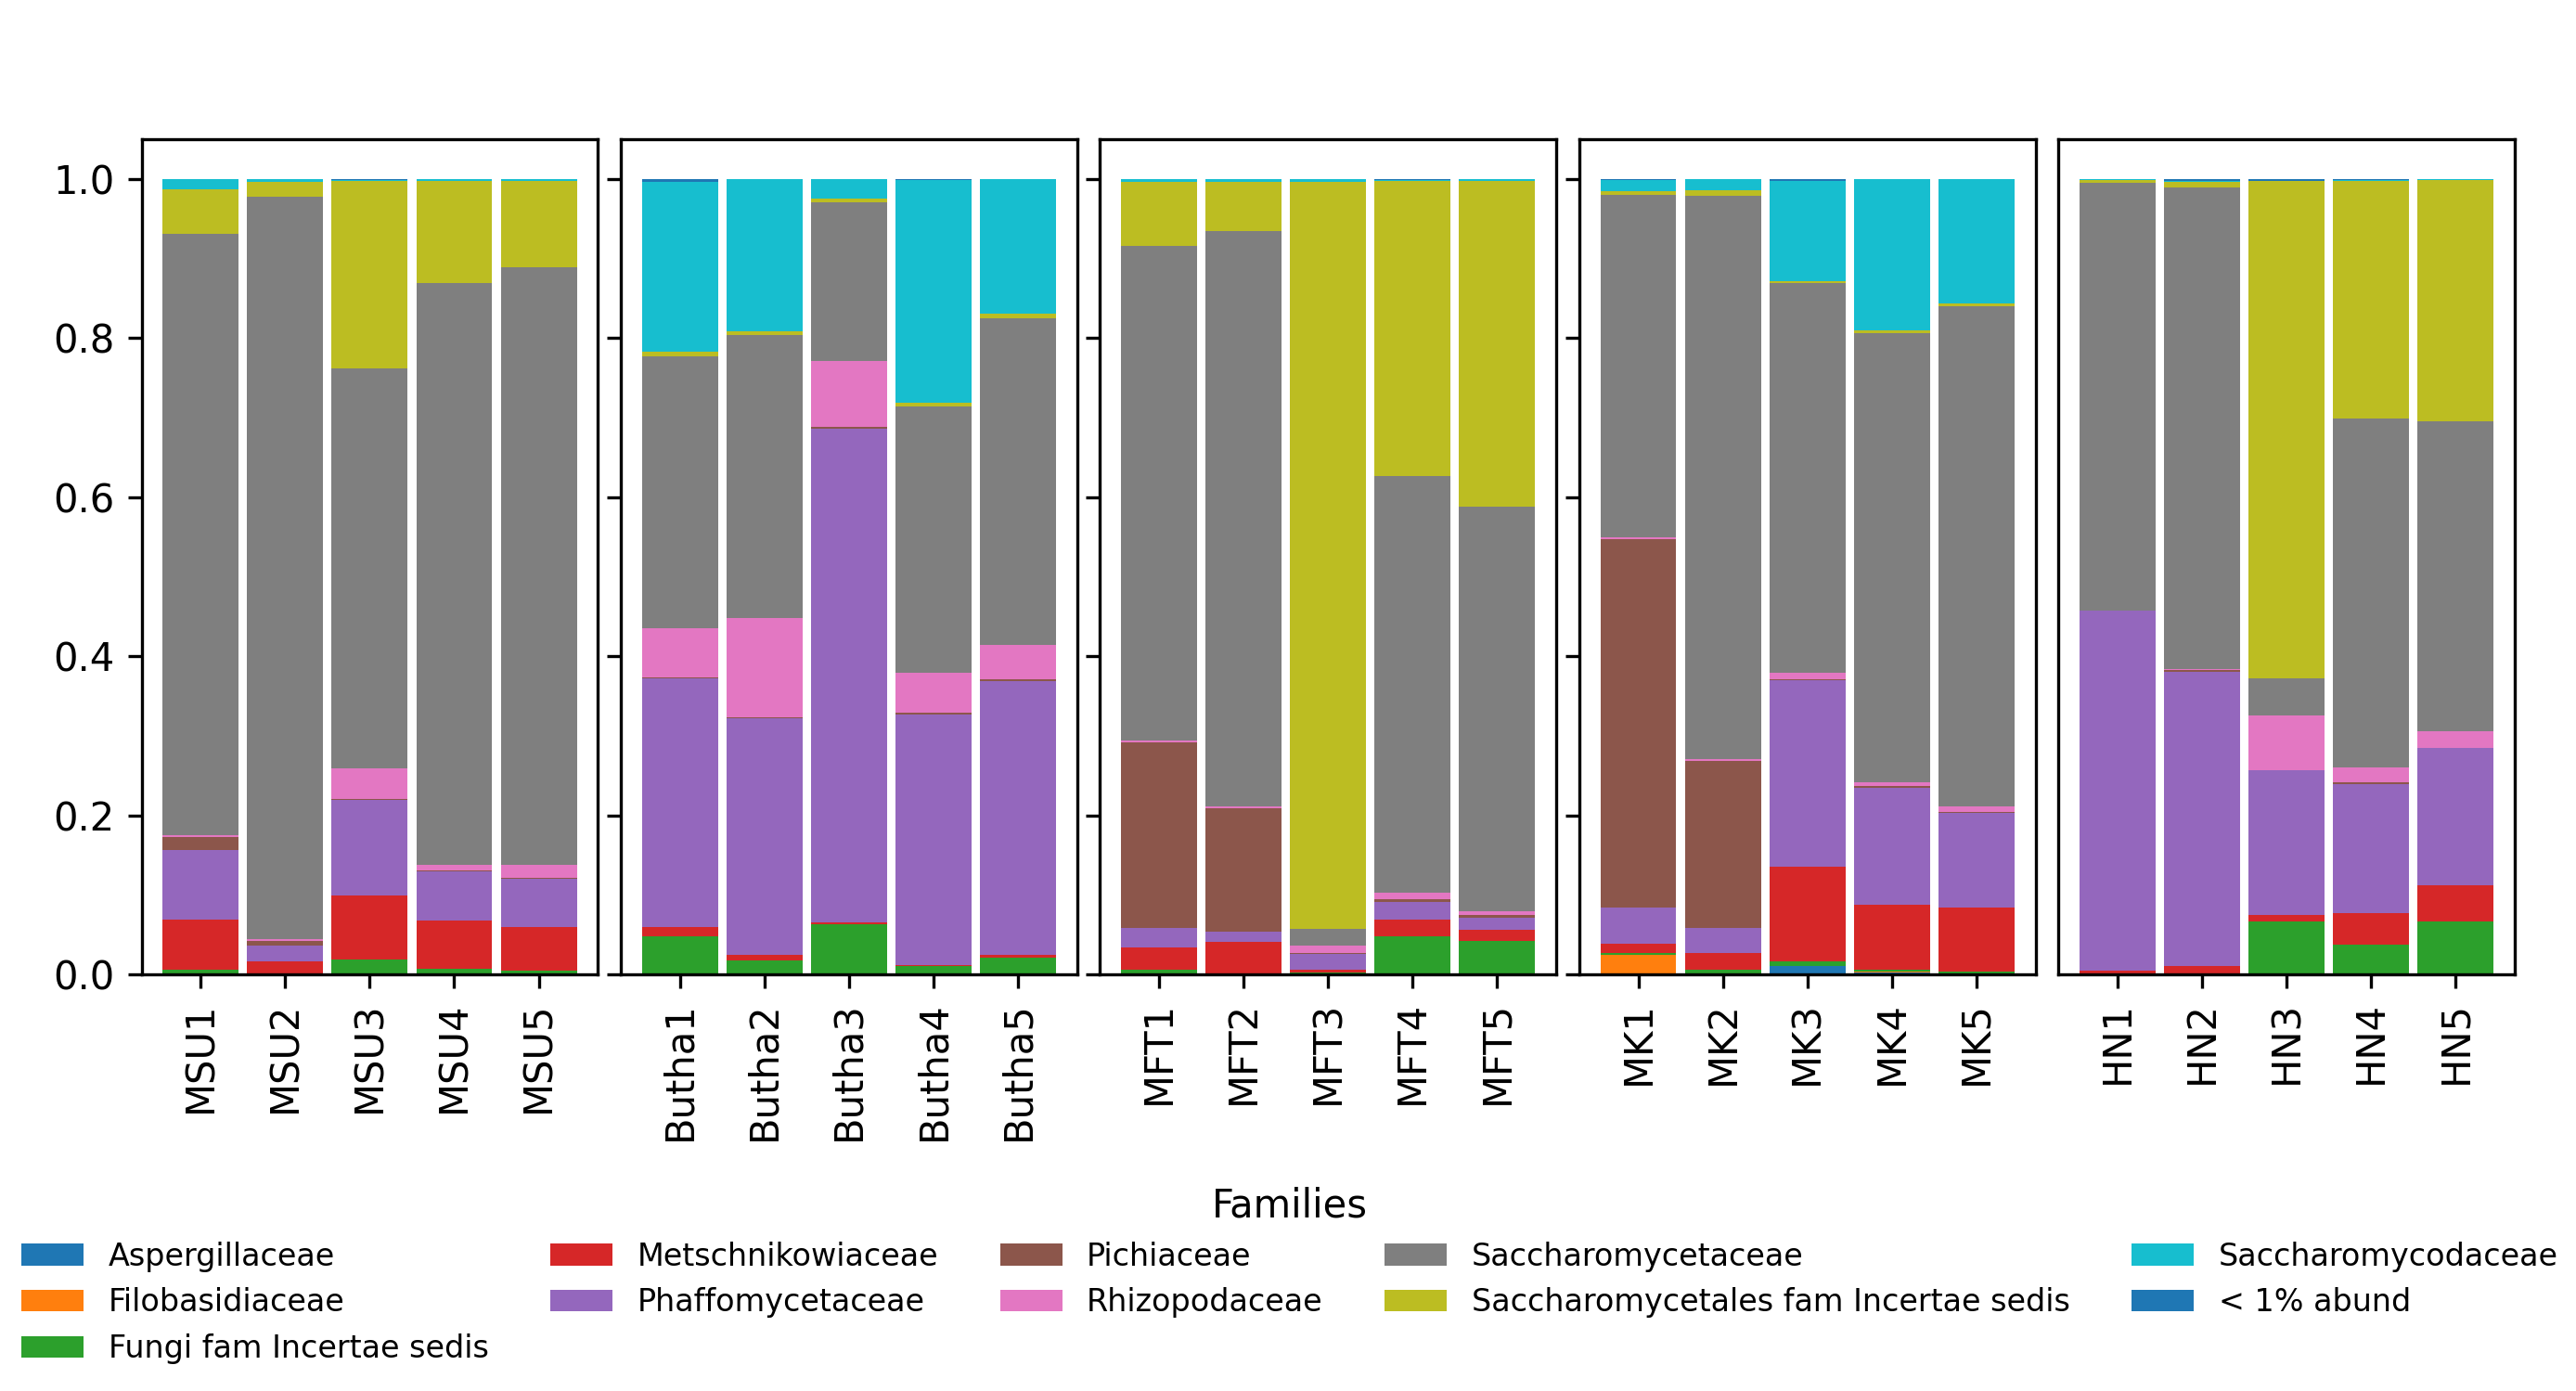 1.0
0.8
0.6
0.4
0.2
0.0
MSU1
MSU2
MSU3
MSU4
MSU5
Butha1
Butha2
Butha3
Butha4
Butha5
MFT1
MFT2
MFT3
MFT4
MFT5
MK1
MK2
MK3
MK4
MK5
HN1
HN2
HN3
HN4
HN5
Families
Aspergillaceae
Filobasidiaceae
Fungi fam Incertae sedis
Metschnikowiaceae
Phaffomycetaceae
Pichiaceae
Rhizopodaceae
Saccharomycetaceae
Saccharomycetales fam Incertae sedis
Saccharomycodaceae
< 1% abund